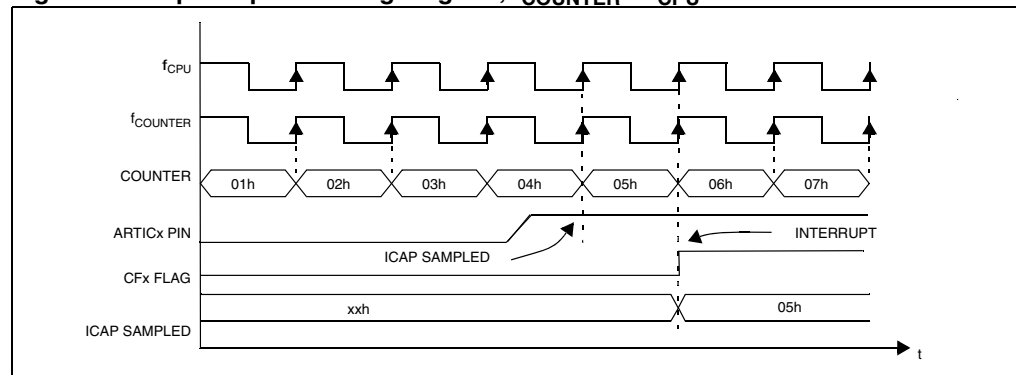 fCPU
fCOUNTER
COUNTER 01h 02h 03h 04h 05h 06h 07h
ARTICx PIN
ICAP SAMPLED
INTERRUPT
CFx FLAG
xxh 05h
ICAP SAMPLED
t